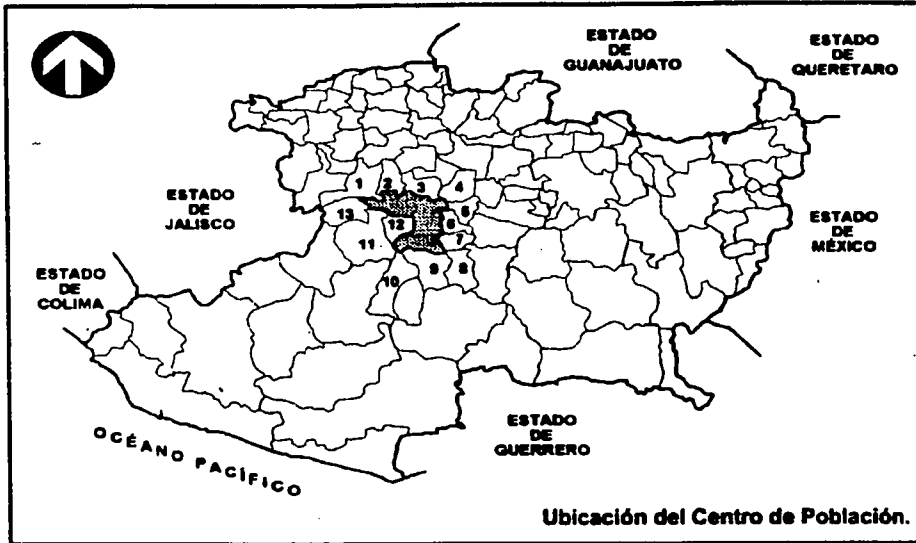 ESTADO
DE
GUANAJUATO
ESTADO
DE
QUERETARO
ESTADO
DE
JALISCO
1
2
3
4
5
6
7
8
9
10
11
12
13
ESTADO
DE
MÉXICO
ESTADO
DE
COLIMA
ESTADO
DE
GUERRERO
OCÉANO PACÍFICO
Ubicación del Centro de Población.